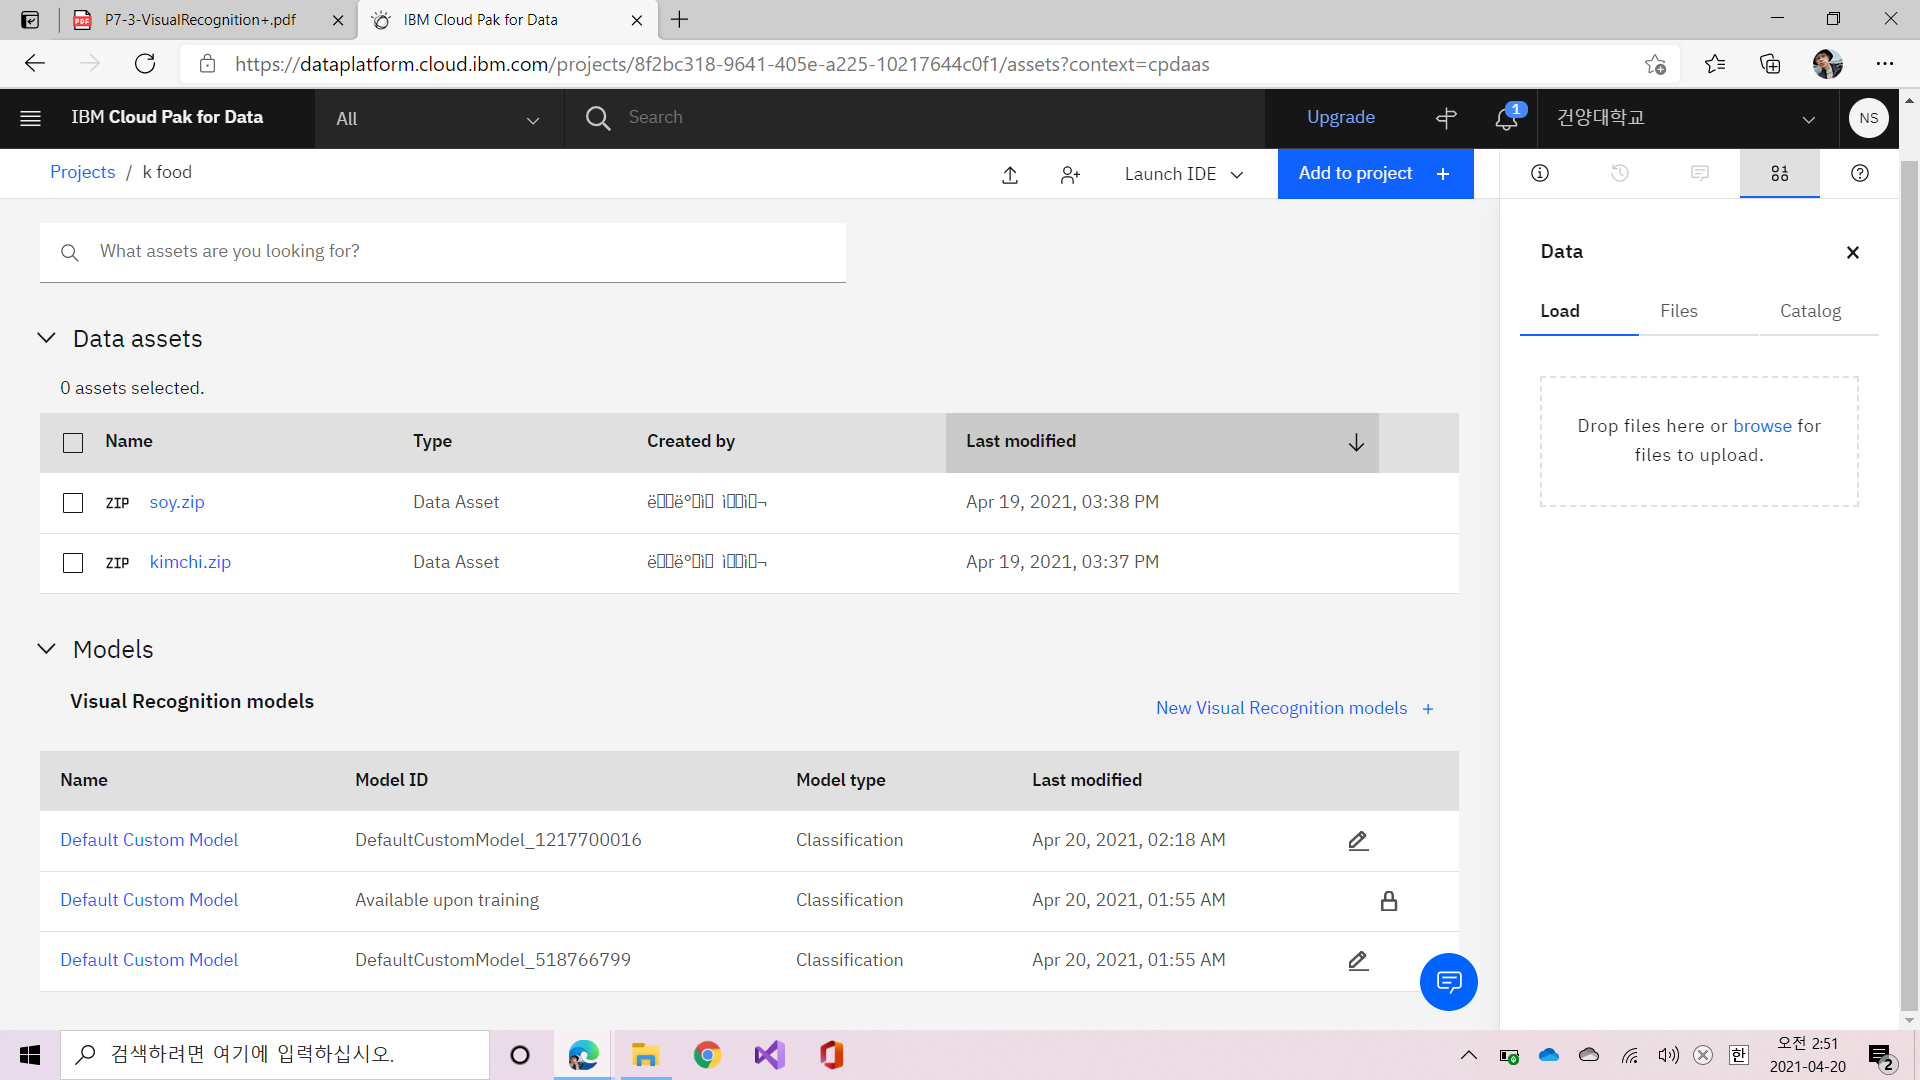 P7-3-VisualRecognition+.pdf
IBM Cloud Pak for Data
https://dataplatform.cloud.ibm.com/projects/8f2bc318-9641-405e-a225-10217644c0f1/assets?context=cpdaas
IBM Cloud Pak for Data
All
Search
Upgrade
1
건양대학교
NS
Projects / k food
Launch IDE
Add to project +
What assets are you looking for?
Data
Load
Files
Catalog
Drop files here or browse for
files to upload.
Data assets
0 assets selected.
Name
Type
Created by
Last modified
ZIP
soy.zip
Data Asset
Apr 19, 2021, 03:38 PM
ZIP
kimchi.zip
Data Asset
Apr 19, 2021, 03:37 PM
Models
Visual Recognition models
New Visual Recognition models +
Name
Model ID
Model type
Last modified
Default Custom Model
DefaultCustomModel_1217700016
Classification
Apr 20, 2021, 02:18 AM
Default Custom Model
Available upon training
Classification
Apr 20, 2021, 01:55 AM
Default Custom Model
DefaultCustomModel_518766799
Classification
Apr 20, 2021, 01:55 AM
검색하려면 여기에 입력하십시오.
한
오전 2:51
2021-04-20
2